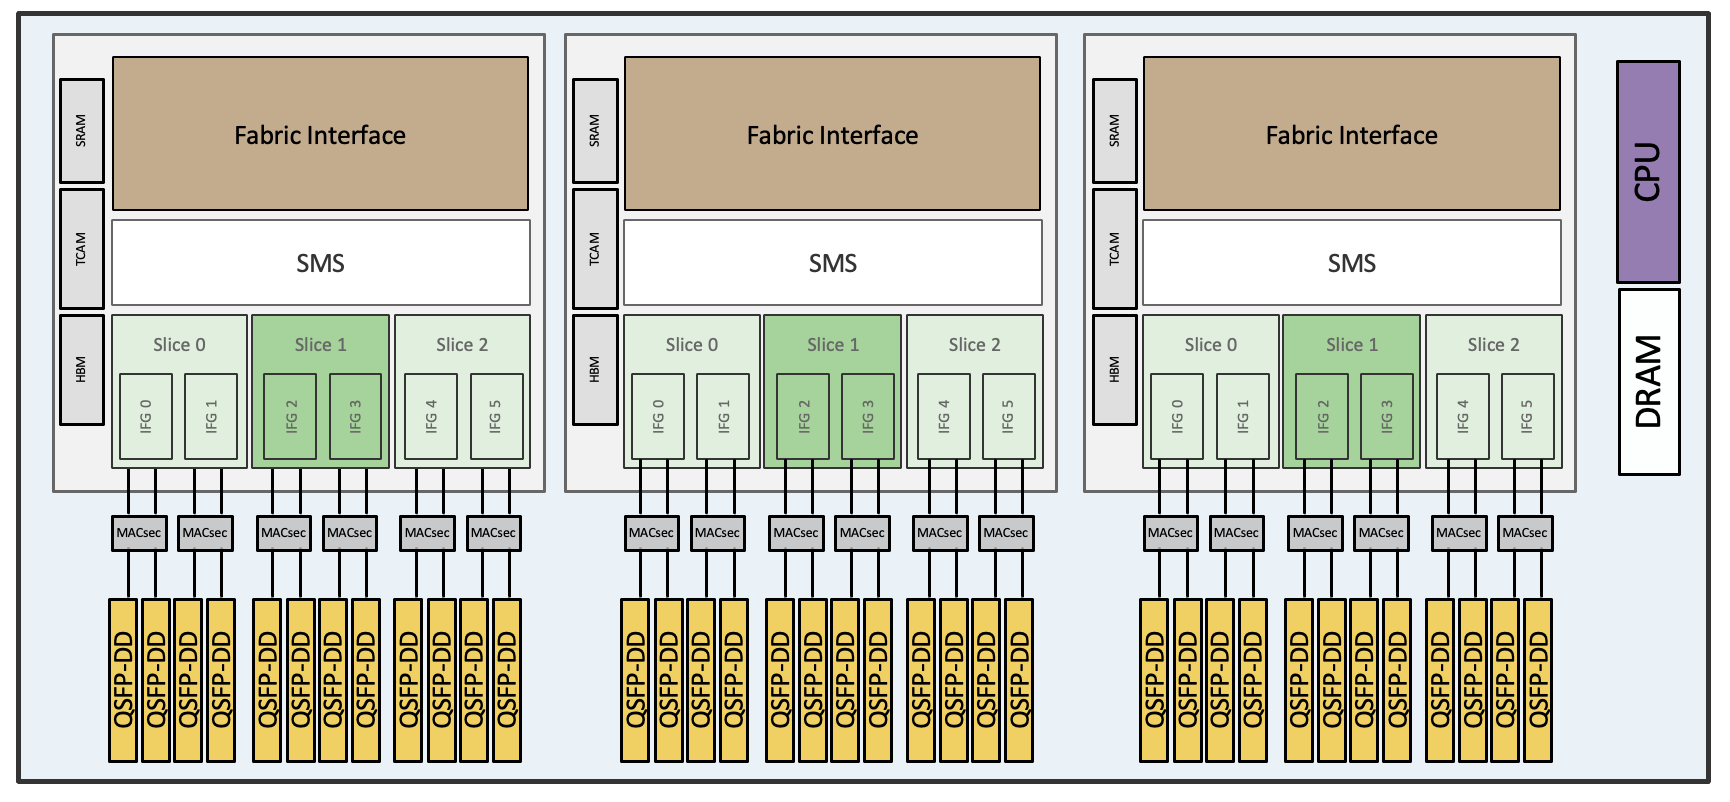 Fabric Interface
SRAM
TCAM
HBM
SMS
Slice 0
Slice 1
Slice 2
IFG 0
IFG 1
IFG 2
IFG 3
IFG 4
IFG 5
MACsec
MACsec
MACsec
MACsec
MACsec
MACsec
QSFP-DD
QSFP-DD
QSFP-DD
QSFP-DD
QSFP-DD
QSFP-DD
QSFP-DD
QSFP-DD
QSFP-DD
QSFP-DD
QSFP-DD
QSFP-DD
Fabric Interface
SRAM
TCAM
HBM
SMS
Slice 0
Slice 1
Slice 2
IFG 0
IFG 1
IFG 2
IFG 3
IFG 4
IFG 5
MACsec
MACsec
MACsec
MACsec
MACsec
MACsec
QSFP-DD
QSFP-DD
QSFP-DD
QSFP-DD
QSFP-DD
QSFP-DD
QSFP-DD
QSFP-DD
QSFP-DD
QSFP-DD
QSFP-DD
QSFP-DD
Fabric Interface
SRAM
TCAM
HBM
SMS
Slice 0
Slice 1
Slice 2
IFG 0
IFG 1
IFG 2
IFG 3
IFG 4
IFG 5
MACsec
MACsec
MACsec
MACsec
MACsec
MACsec
QSFP-DD
QSFP-DD
QSFP-DD
QSFP-DD
QSFP-DD
QSFP-DD
QSFP-DD
QSFP-DD
QSFP-DD
QSFP-DD
QSFP-DD
QSFP-DD
CPU
DRAM